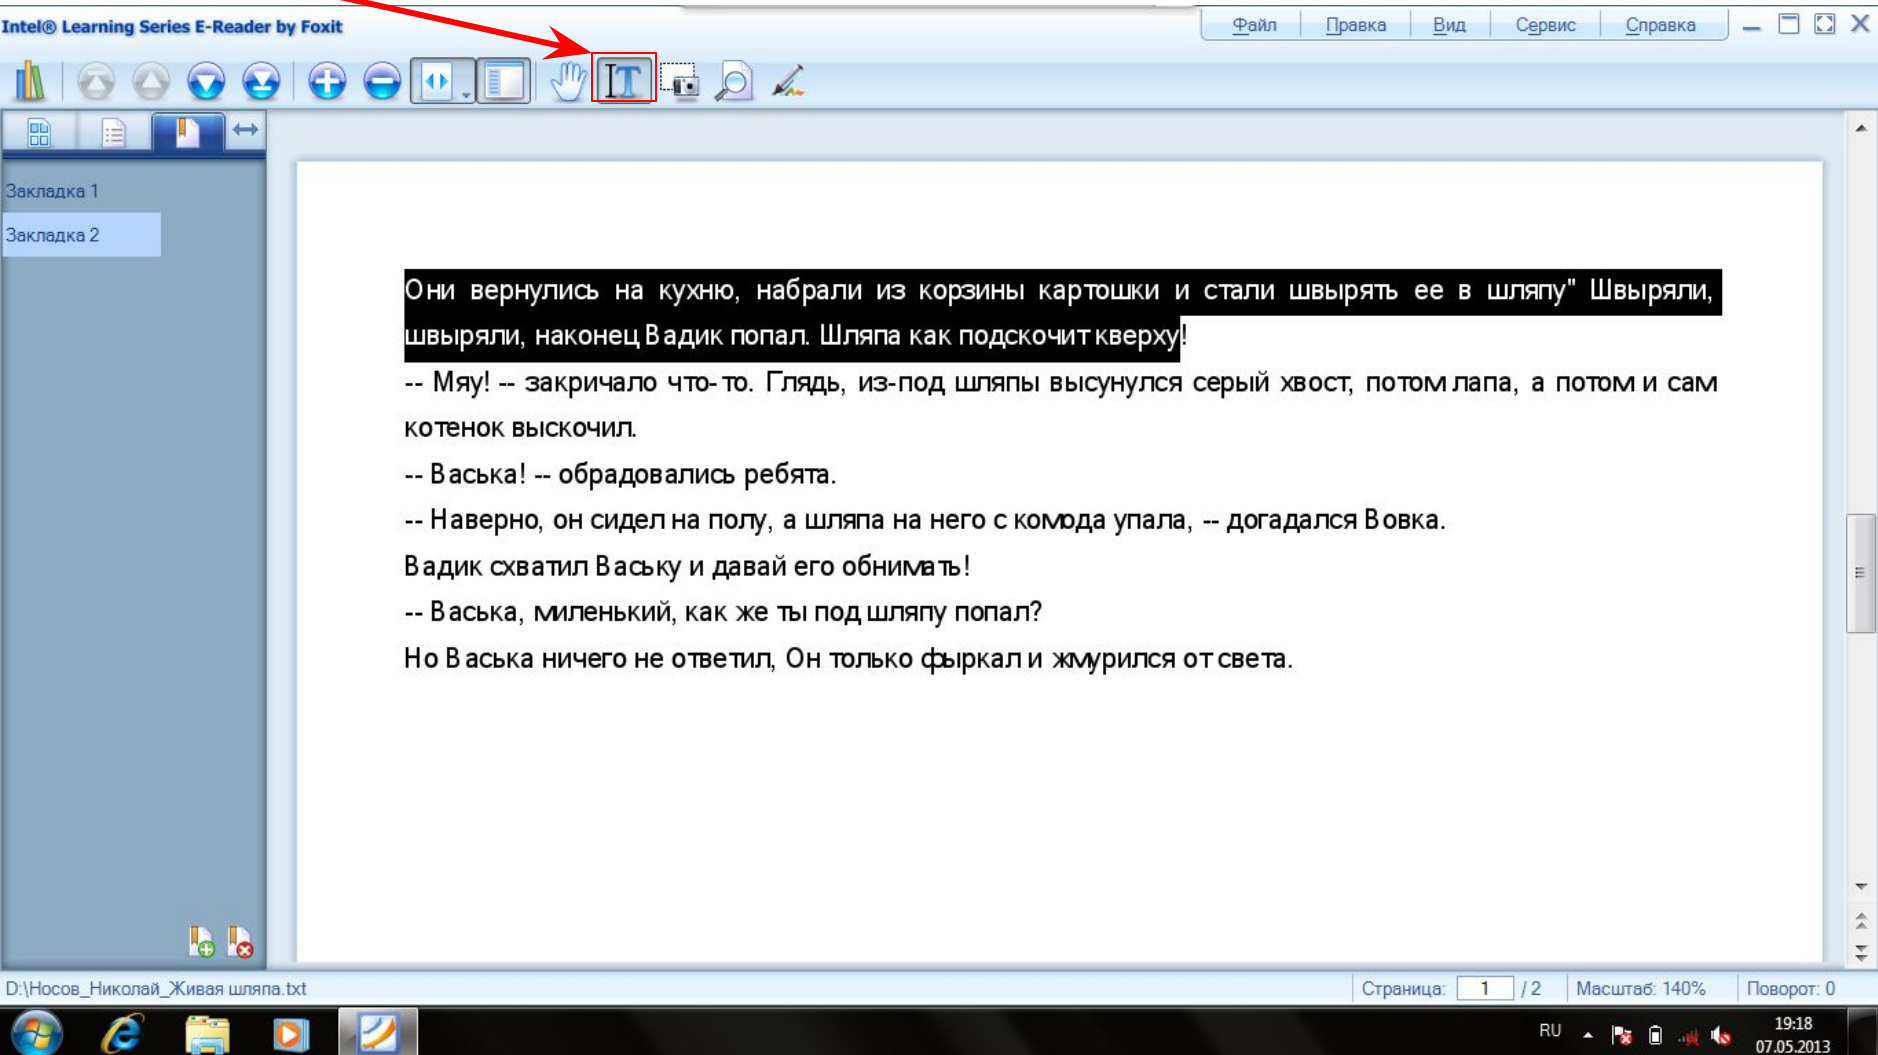 Intel® Learning Series E-Reader by Foxit
Файл Правка Вид Сервис Справка
Закладка 1
Закладка 2
Они вернулись на кухню, набрали из корзины картошки и стали швырять ее в шляпу" Швыряли,
швыряли, наконец Вадик попал. Шляпа как подскочит кверху!
-- Мяу! -- закричало что-то. Глядь, из-под шляпы высунулся серый хвост, потом лапа, а потом и сам
котенок выскочил.
-- Васька! -- обрадовались ребята.
-- Наверно, он сидел на полу, а шляпа на него с комода упала, -- догадался Вовка.
Вадик схватил Ваську и давай его обнимать!
-- Васька, миленький, как же ты под шляпу попал?
Но Васька ничего не ответил, Он только фыркал и жмурился от света.
D:\Носов_Николай_Живая шляпа.txt
Страница: 1 / 2 Масштаб: 140% Поворот: 0
RU
19:18
07.05.2013